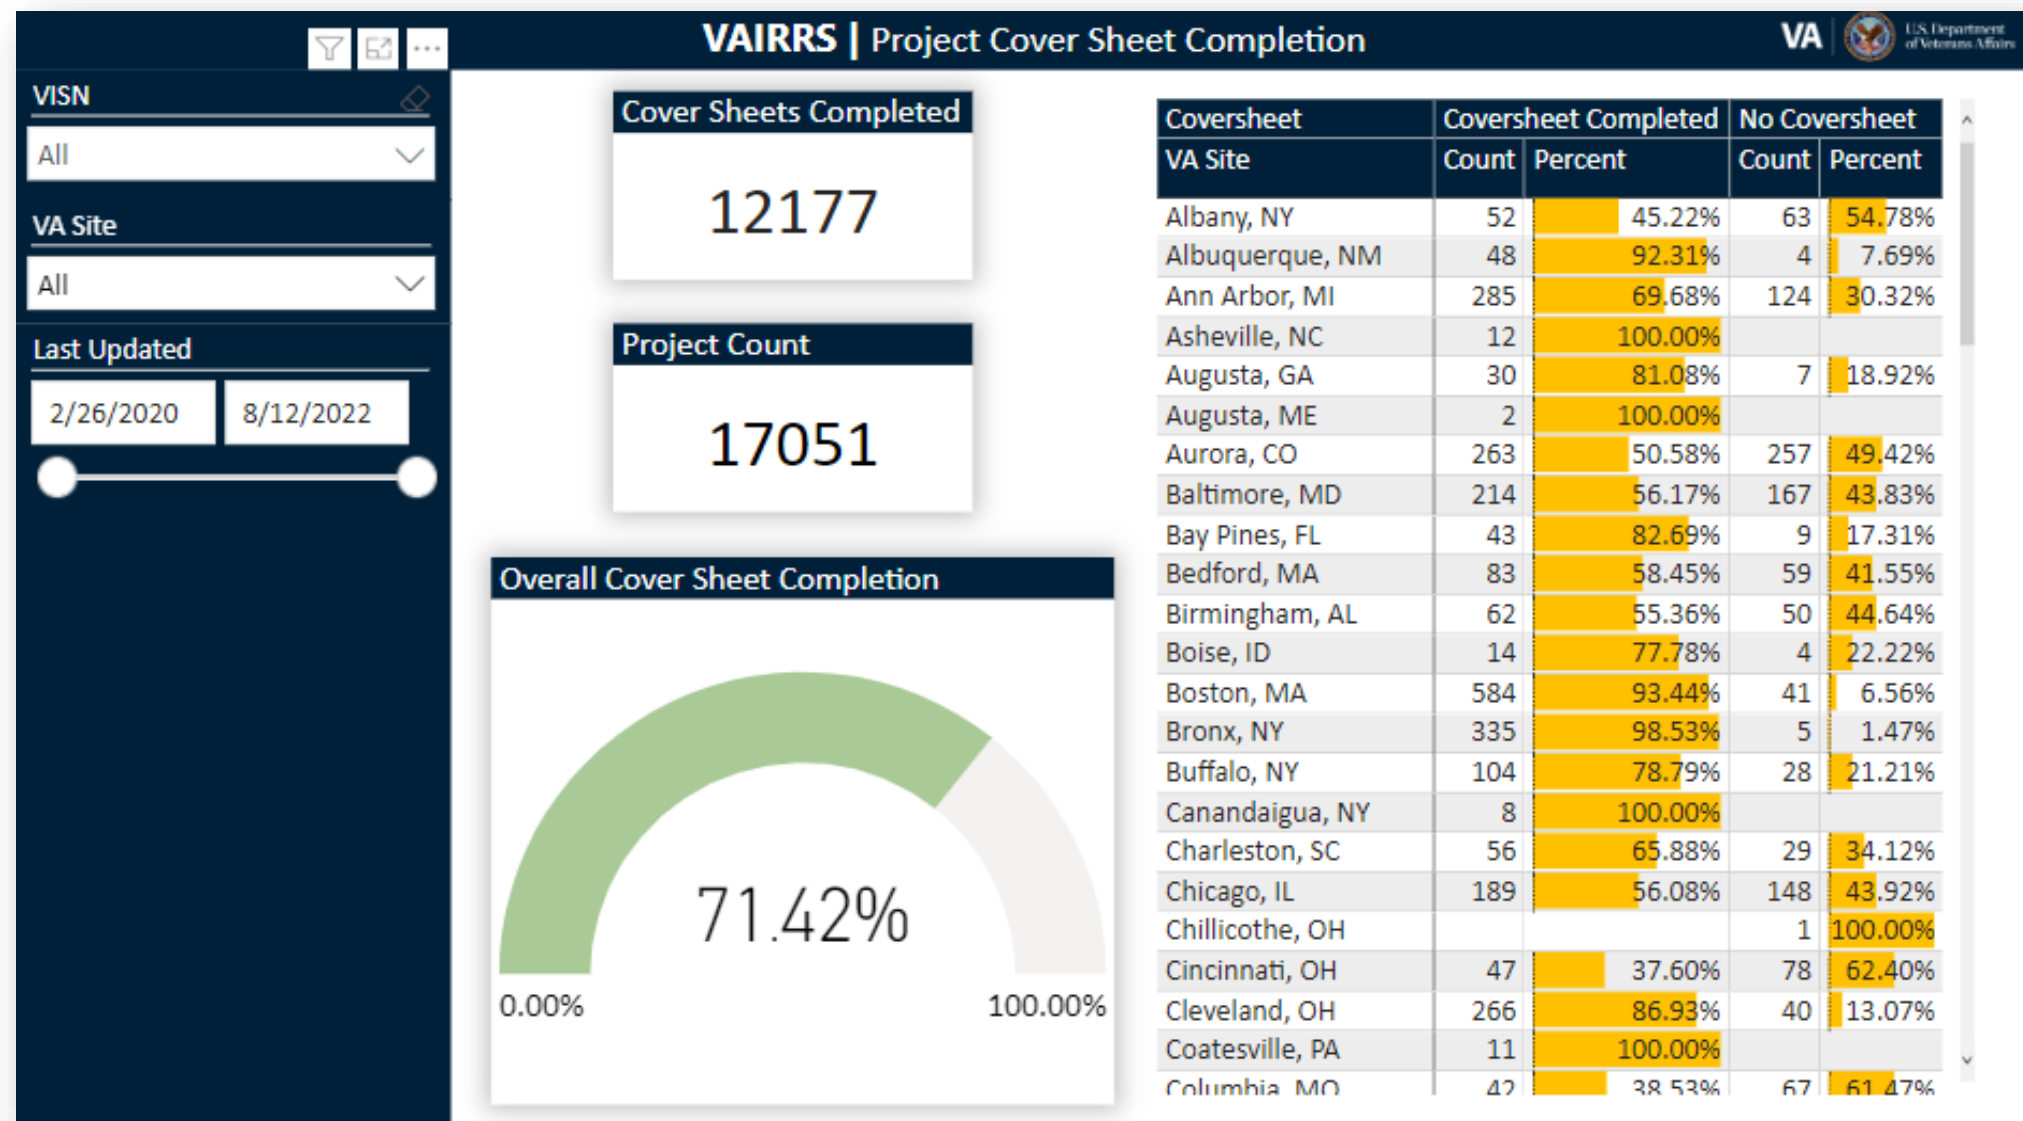 VAIRRS | Project Cover Sheet Completion
VA
U.S. Department
of Veterans Affairs
VISN
All
VA Site
All
Last Updated
2/26/2020 8/12/2022
Cover Sheets Completed
12177
Project Count
17051
Overall Cover Sheet Completion
71.42%
0.00% 100.00%
Coversheet Coversheet Completed No Coversheet
VA Site Count Percent Count Percent
Albany, NY 52 45.22% 63 54.78%
Albuquerque, NM 48 92.31% 4 7.69%
Ann Arbor, MI 285 69.68% 124 30.32%
Asheville, NC 12 100.00%
Augusta, GA 30 81.08% 7 18.92%
Augusta, ME 2 100.00%
Aurora, CO 263 50.58% 257 49.42%
Baltimore, MD 214 56.17% 167 43.83%
Bay Pines, FL 43 82.69% 9 17.31%
Bedford, MA 83 58.45% 59 41.55%
Birmingham, AL 62 55.36% 50 44.64%
Boise, ID 14 77.78% 4 22.22%
Boston, MA 584 93.44% 41 6.56%
Bronx, NY 335 98.53% 5 1.47%
Buffalo, NY 104 78.79% 28 21.21%
Canandaigua, NY 8 100.00%
Charleston, SC 56 65.88% 29 34.12%
Chicago, IL 189 56.08% 148 43.92%
Chillicothe, OH 1 100.00%
Cincinnati, OH 47 37.60% 78 62.40%
Cleveland, OH 266 86.93% 40 13.07%
Coatesville, PA 11 100.00%
Columbia, MO 42 38.53% 67 61.47%